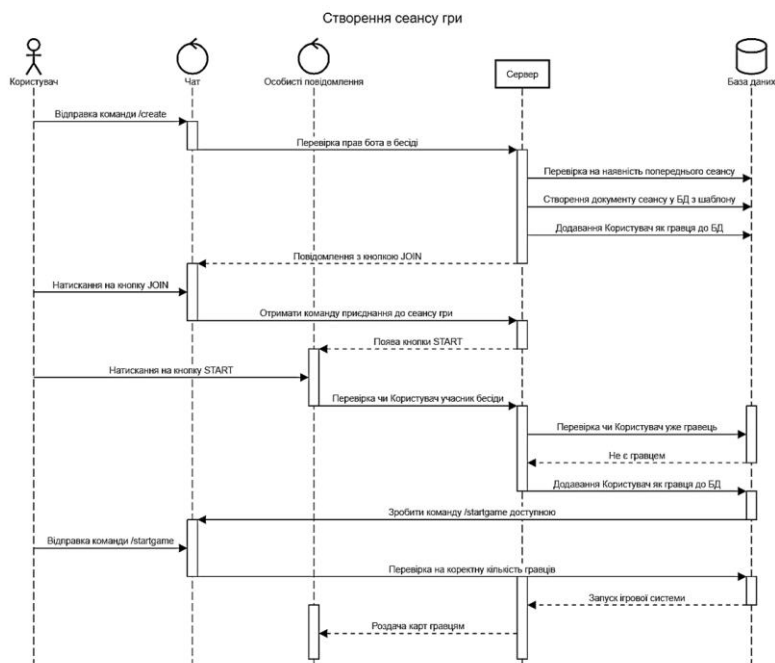 Створення сеансу гри
Користувач
Чат
Особисті повідомлення
Сервер
База даних
Відправка команди /create
Перевірка прав бота в бесіді
Перевірка на наявність попереднього сеансу
Створення документу сеансу у БД з шаблону
Додавання Користувач як гравця до БД
Повідомлення з кнопкою JOIN
Натискання на кнопку JOIN
Отримати команду приєднання до сеансу гри
Поява кнопки START
Натискання на кнопку START
Перевірка чи Користувач учасник бесіди
Перевірка чи Користувач уже гравець
Не є гравцем
Додавання Користувач як гравця до БД
Зробити команду /startgame доступною
Відправка команди /startgame
Перевірка на коректну кількість гравців
Запуск ігрової системи
Роздача карт гравцям